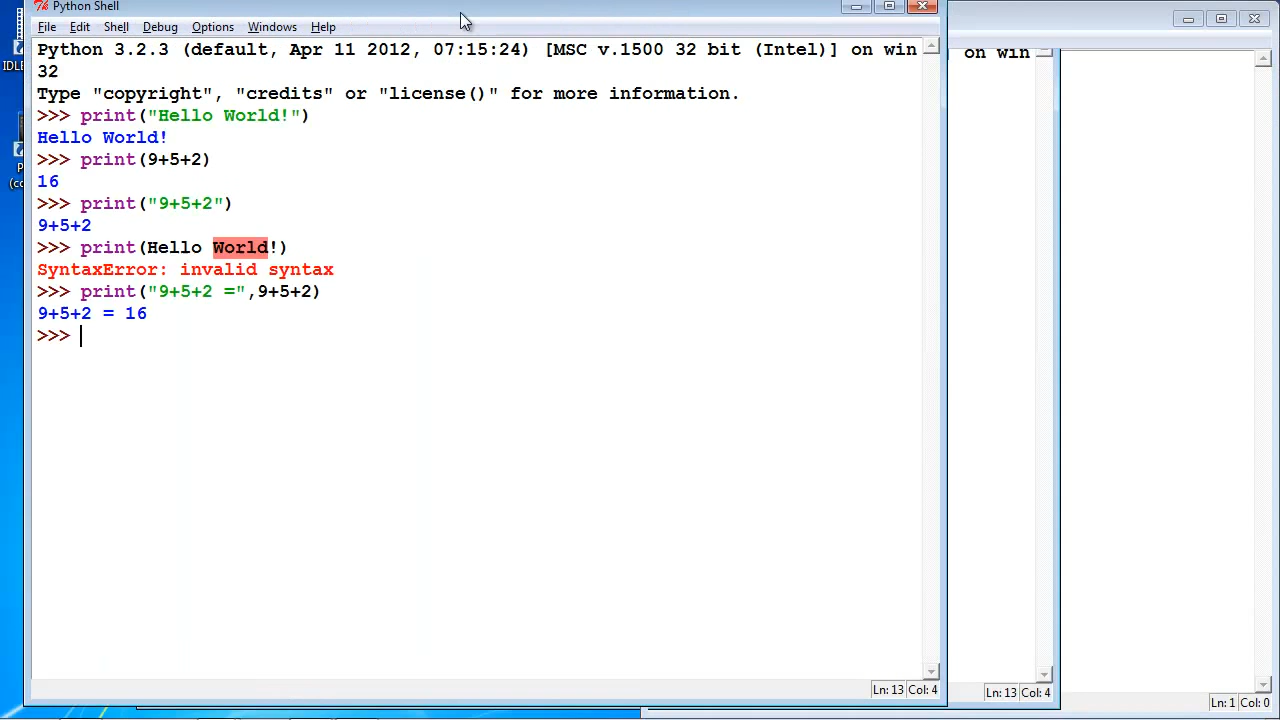 Python Shell
File Edit Shell Debug Options Windows Help
Python 3.2.3 (default, Apr 11 2012, 07:15:24) [MSC v.1500 32 bit (Intel)] on win
32
Type "copyright", "credits" or "license()" for more information.
>>> print("Hello World!")
Hello World!
>>> print(9+5+2)
16
>>> print("9+5+2")
9+5+2
>>> print(Hello World!)
SyntaxError: invalid syntax
>>> print("9+5+2 =",9+5+2)
9+5+2 = 16
>>>
Ln: 13 Col: 4
on win
Ln: 13 Col: 4
Ln: 1 Col: 0
IDLE
P
(co